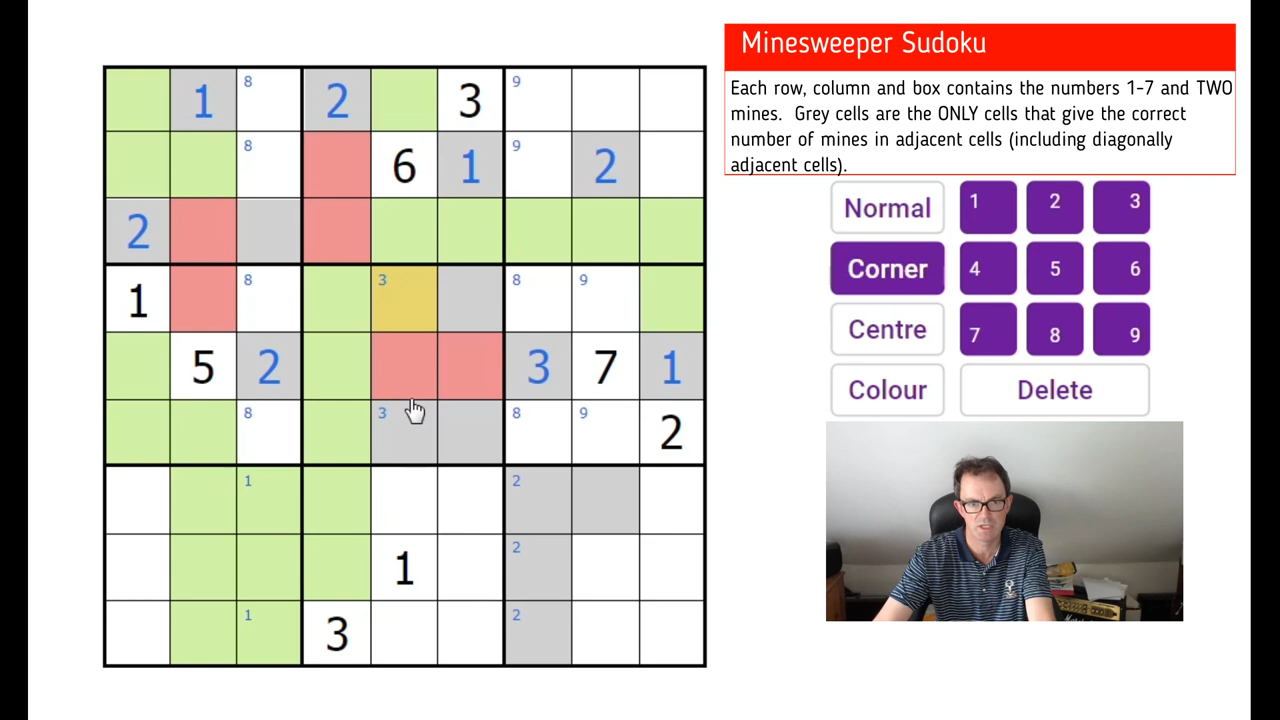 Minesweeper Sudoku
Each row, column and box contains the numbers 1-7 and TWO
mines. Grey cells are the ONLY cells that give the correct
number of mines in adjacent cells (including diagonally
adjacent cells).
1 8 2 3 9
8 6 1 9 2
2
1 8 3 8 9
5 2 3 7 1
8 3 8 9 2
1 2
1 2
1 3 2
Normal 1 2 3
Corner 4 5 6
Centre 7 8 9
Colour Delete